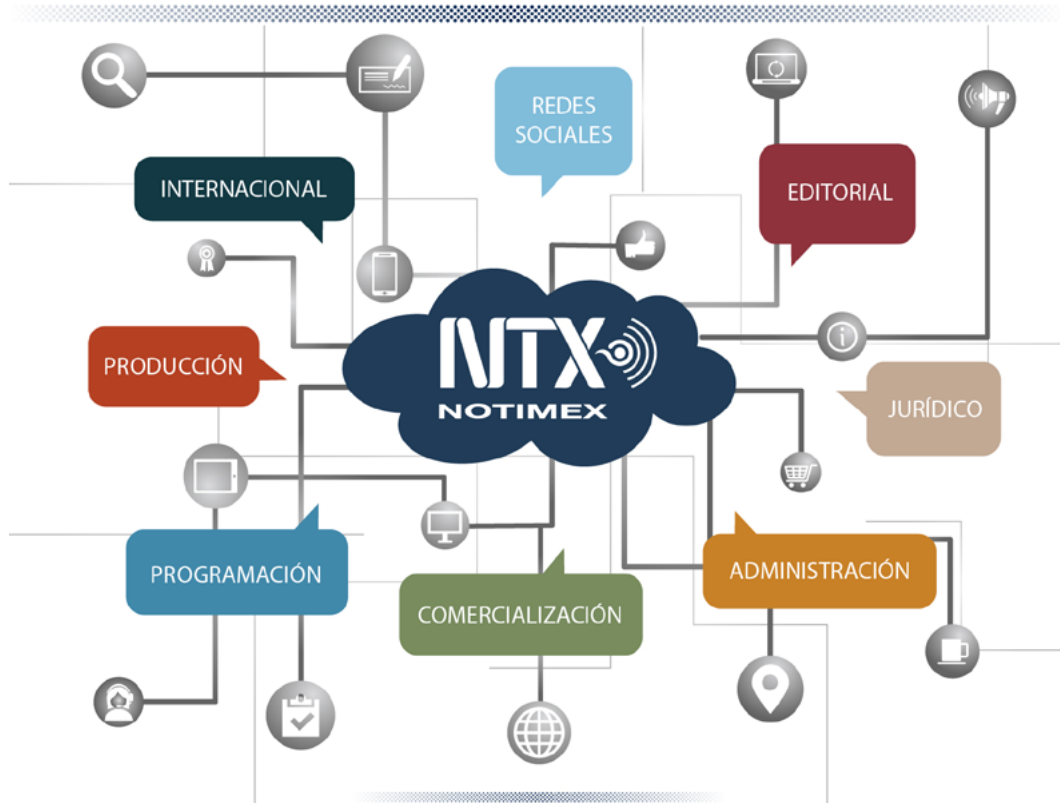 REDES
SOCIALES
INTERNACIONAL
EDITORIAL
NTX
NOTIMEX
PRODUCCIÓN
JURÍDICO
PROGRAMACIÓN
COMERCIALIZACIÓN
ADMINISTRACIÓN